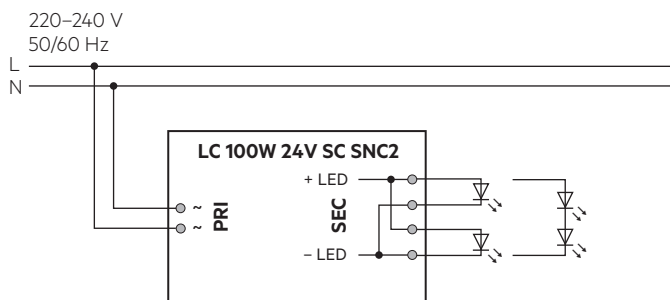 220–240 V
50/60 Hz
L
N
LC 100W 24V SC SNC2
+ LED
~
PRI
SEC
~
– LED